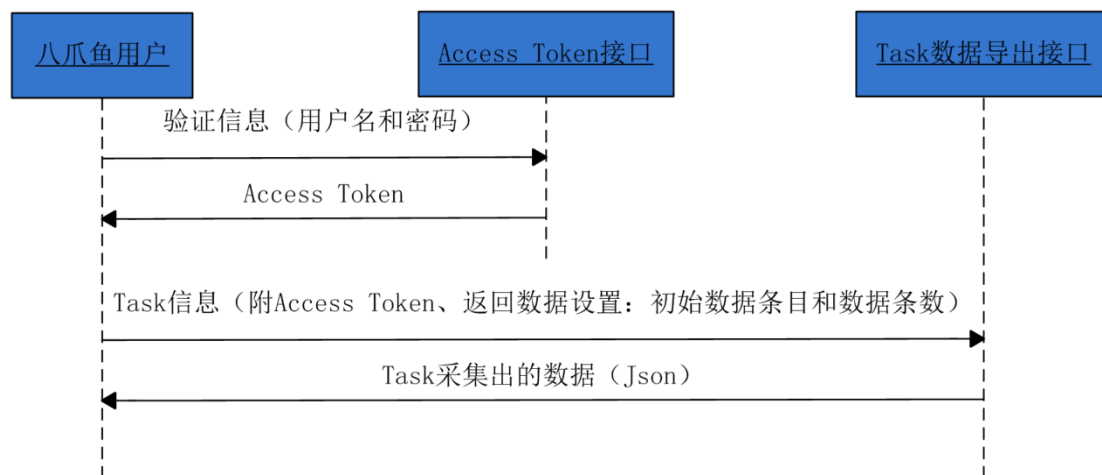 八爪鱼用户
Access Token接口
Task数据导出接口
验证信息（用户名和密码）
Access Token
Task信息（附Access Token、返回数据设置：初始数据条目和数据条数）
Task采集出的数据（Json）